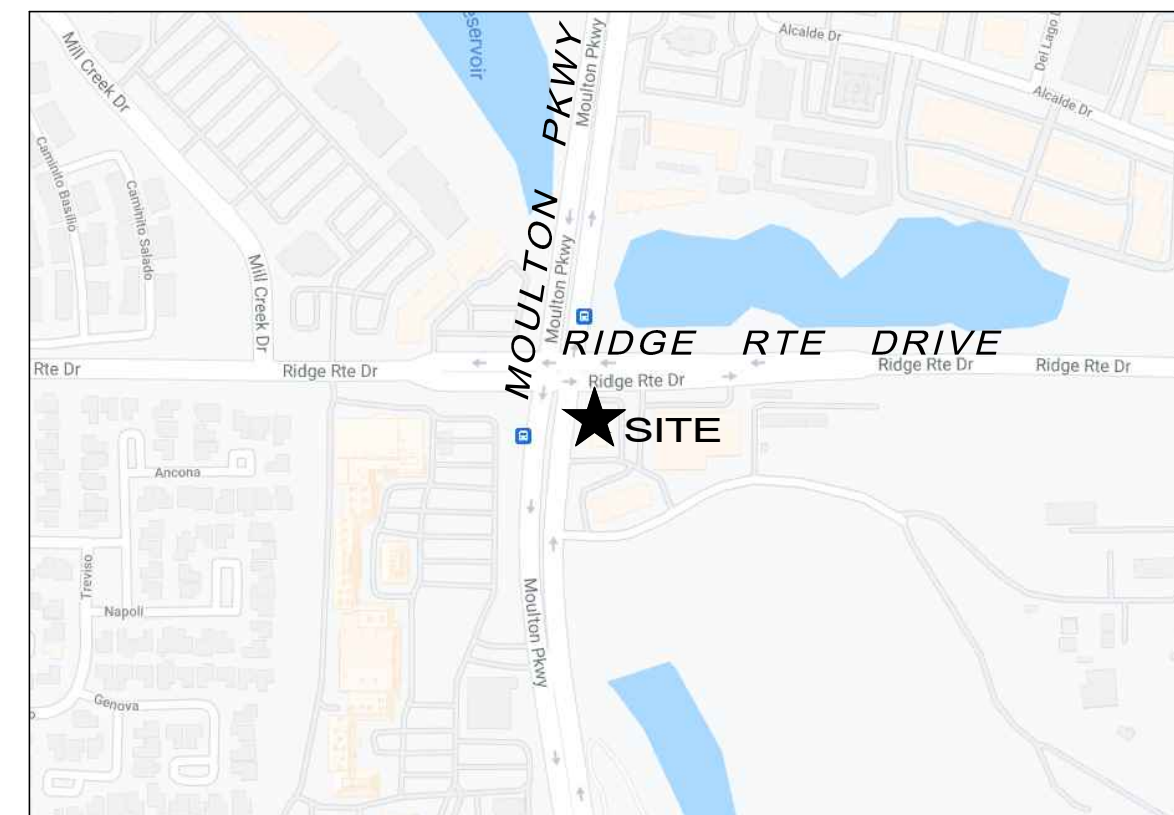 Mill Creek Dr
eservoir
MOULTON PKWY
Moulton Pkwy
Alcalde Dr
Del Lago
Alcalde Dr
Caminito Basilio
Caminito Salado
Mill Creek Dr
Moulton Pkwy
RIDGE RTE DRIVE
Rte Dr
Ridge Rte Dr
Ridge Rte Dr
Ridge Rte Dr
Ridge Rte Dr
SITE
Ancona
Treviso
Napoli
Moulton Pkwy
Genova